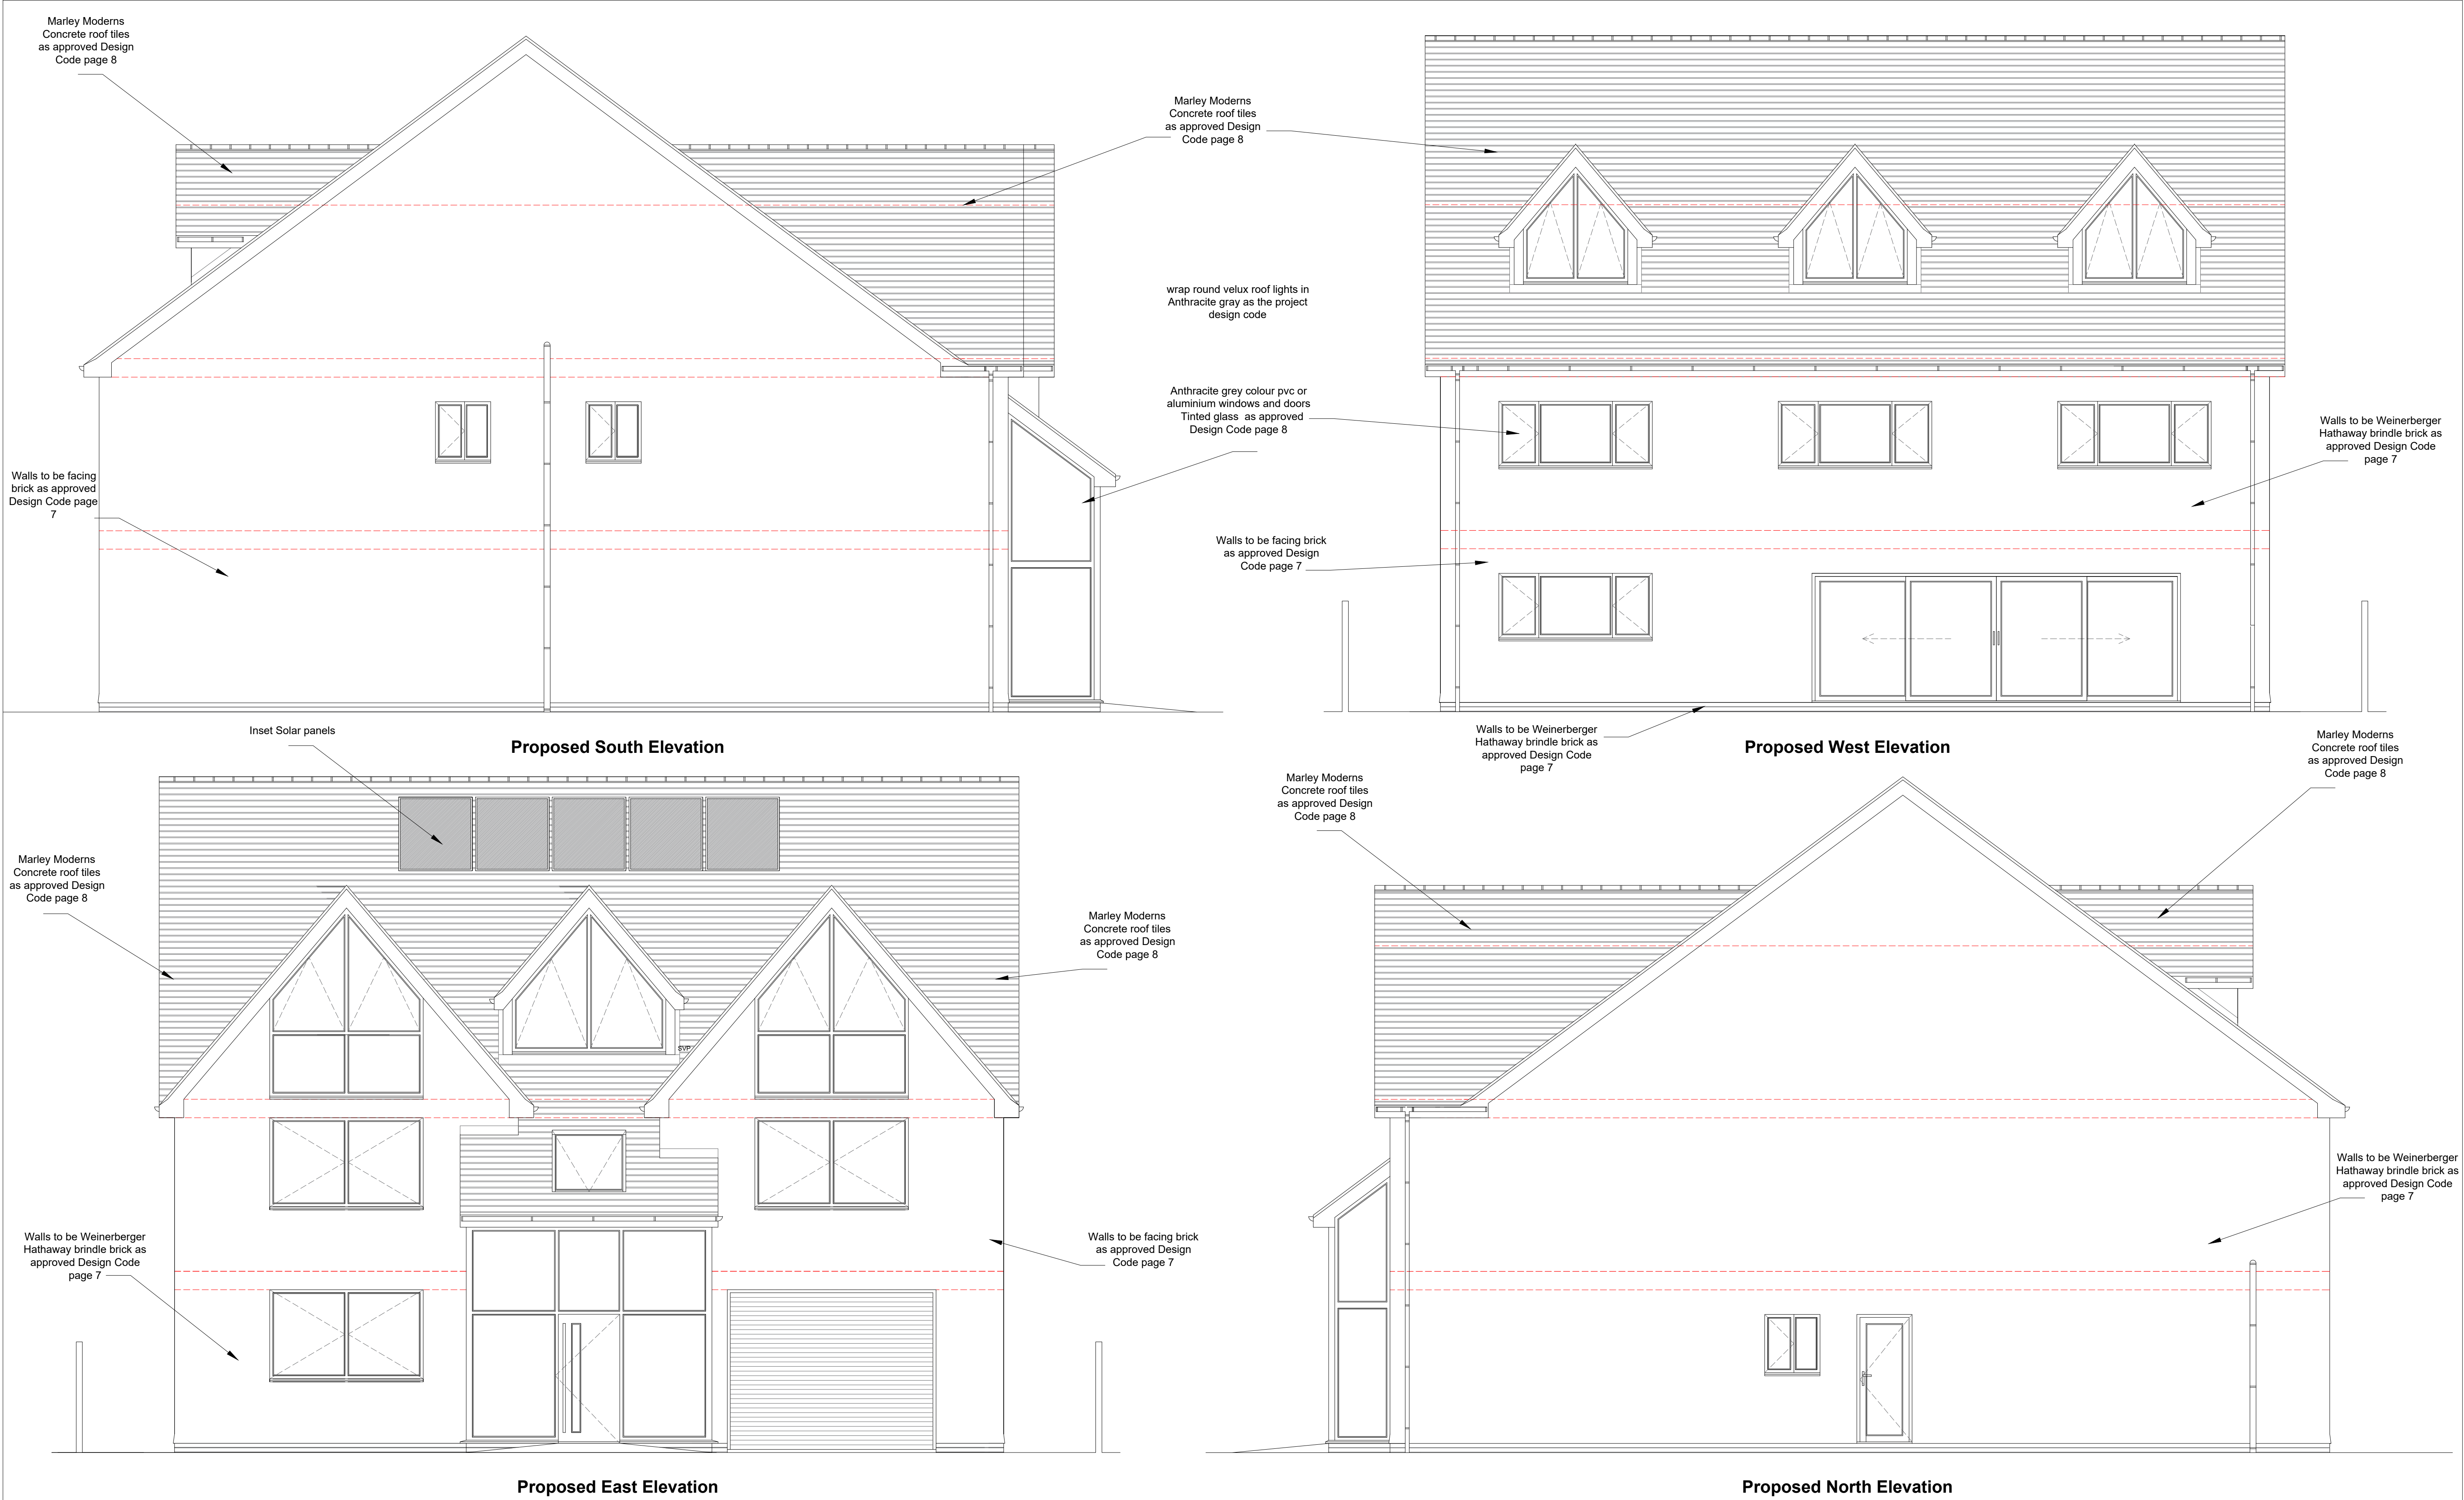 Marley Moderns
Concrete roof tiles
as approved Design
Code page 8
Marley Moderns
Concrete roof tiles
as approved Design
Code page 8
wrap round velux roof lights in
Anthracite gray as the project
design code
Anthracite grey colour pvc or
aluminium windows and doors
Tinted glass as approved
Design Code page 8
Walls to be Weinerberger
Hathaway brindle brick as
approved Design Code
page 7
Walls to be facing
brick as approved
Design Code page
7
Walls to be facing brick
as approved Design
Code page 7
Inset Solar panels
Proposed South Elevation
Walls to be Weinerberger
Hathaway brindle brick as
approved Design Code
page 7
Proposed West Elevation
Marley Moderns
Concrete roof tiles
as approved Design
Code page 8
Marley Moderns
Concrete roof tiles
as approved Design
Code page 8
Marley Moderns
Concrete roof tiles
as approved Design
Code page 8
Marley Moderns
Concrete roof tiles
as approved Design
Code page 8
SVP
Walls to be Weinerberger
Hathaway brindle brick as
approved Design Code
page 7
Walls to be facing brick
as approved Design
Code page 7
Walls to be Weinerberger
Hathaway brindle brick as
approved Design Code
page 7
Proposed East Elevation
Proposed North Elevation